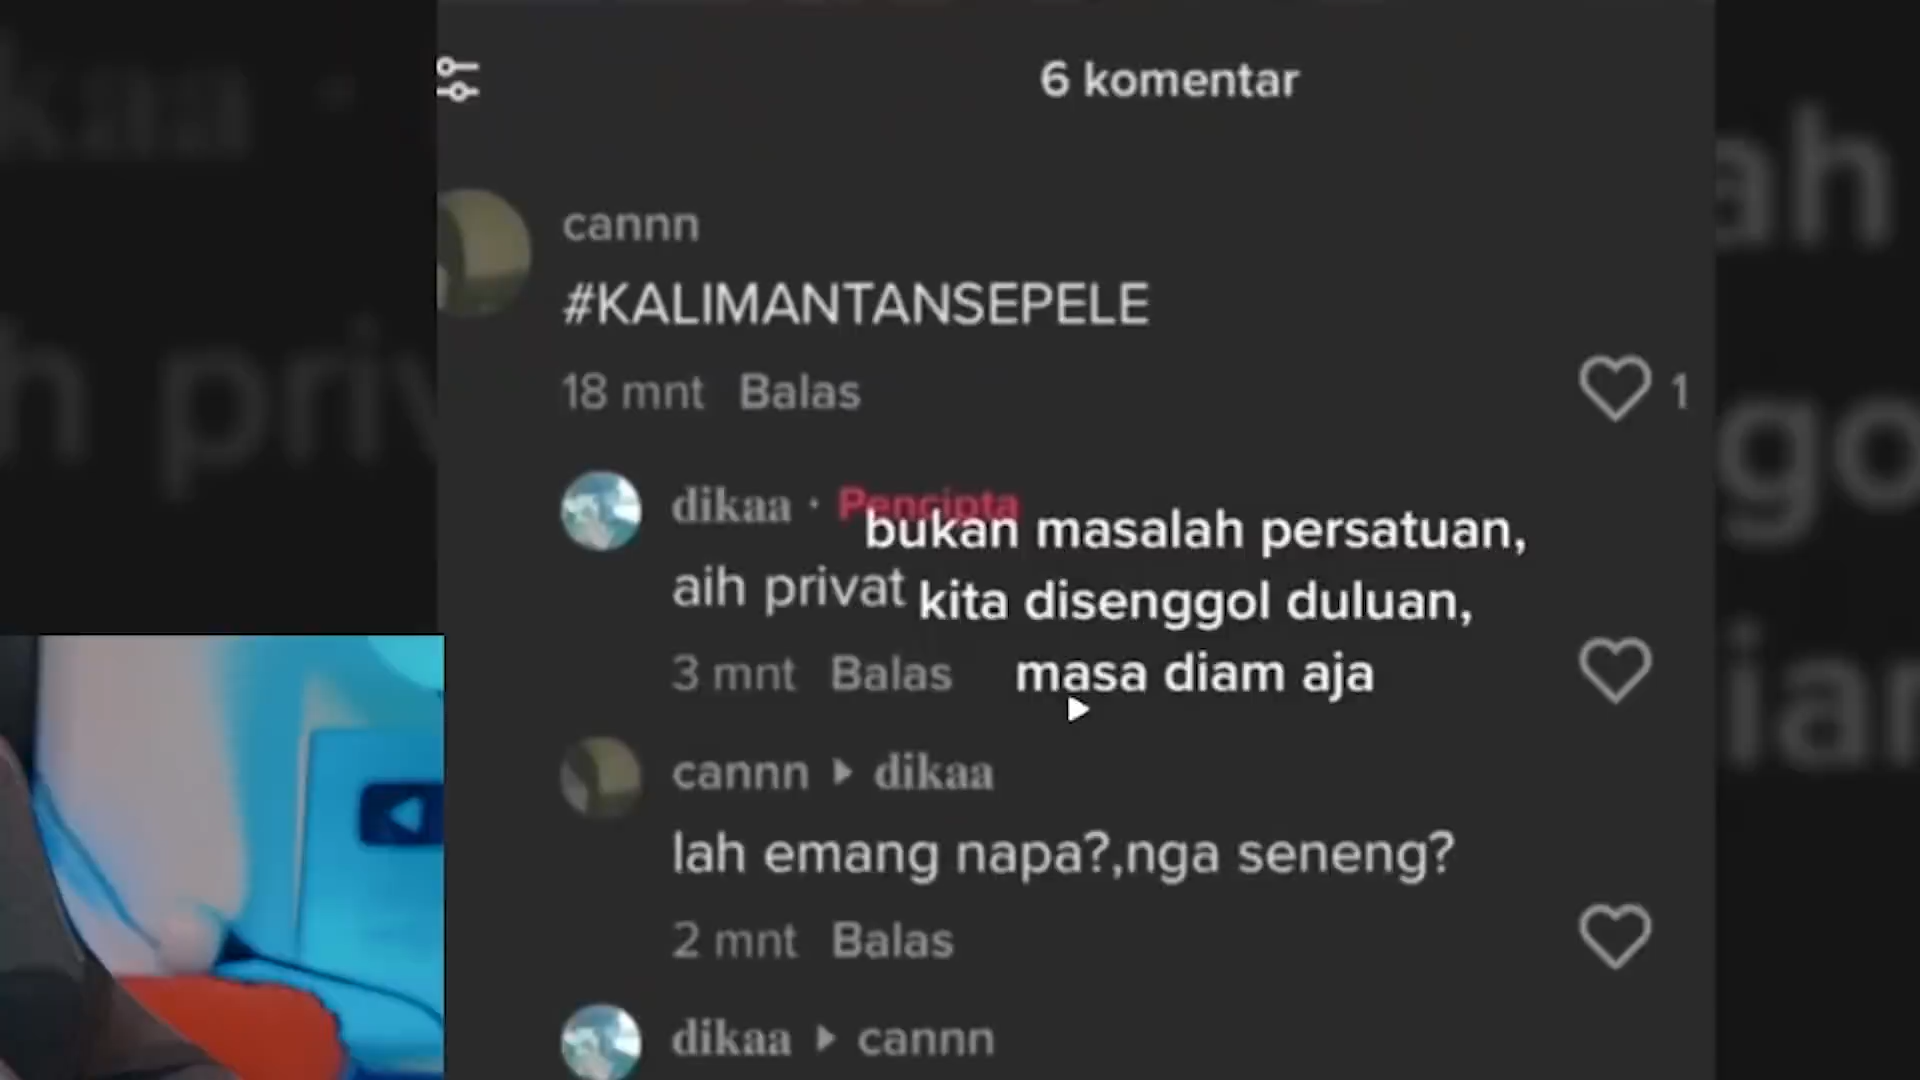 6 komentar
cannn
#KALIMANTANSEPELE
18 mnt Balas
1
dikaa · Pencipta
bukan masalah persatuan,
aih privat
kita disenggol duluan,
3 mnt Balas
masa diam aja
cannn ▸ dikaa
lah emang napa?,nga seneng?
2 mnt Balas
dikaa ▸ cannn